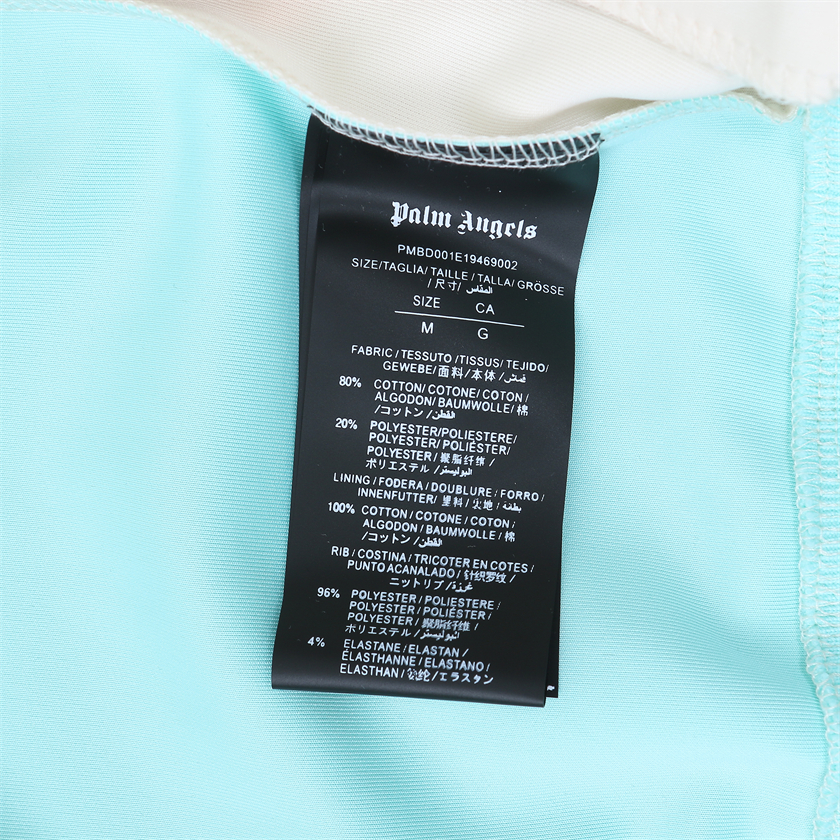 Palm Angels
PMBD001E19469002
SIZE/TAGLIA/TAILLE/TALLA/GRÖSSE
/尺寸/ المقاس
SIZE CA
M G
FABRIC/TESSUTO/TISSUS/TEJIDO/
GEWEBE/面料/本体/قماش
80% COTTON/COTONE/COTON/
ALGODON/BAUMWOLLE/棉
/コットン/القطن
20% POLYESTER/POLIESTERE/
POLYESTER/POLIÉSTER/
POLYESTER/聚脂纤维/
ポリエステル/البوليستر
LINING/FODERA/DOUBLURE/FORRO/
INNENFUTTER/里料/火地/بطانة
100% COTTON/COTONE/COTON/
ALGODON/BAUMWOLLE/棉
/コットン/القطن
RIB/COSTINA/TRICOTER EN COTES/
PUNTO ACANALADO/针织罗纹/
ニットリブ/غرزة
96% POLYESTER/POLIESTERE/
POLYESTER/POLIÉSTER/
POLYESTER/聚脂纤维/
ポリエステル/البوليستر
4% ELASTANE/ELASTAN/
ÉLASTHANNE/ELASTANO/
ELASTHAN/氨纶/エラスタン